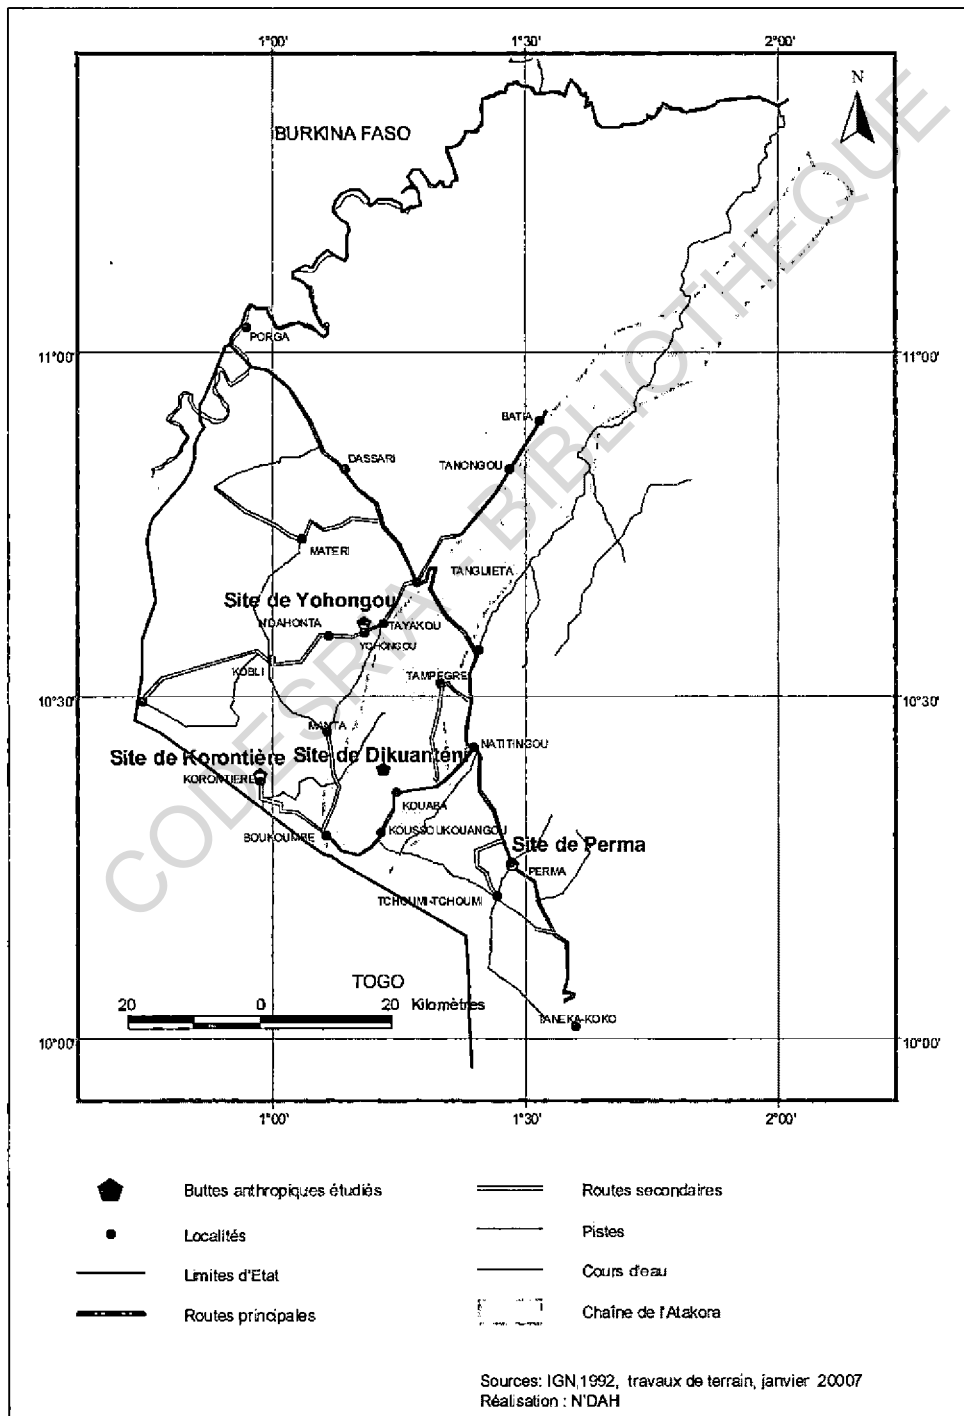 1°00'
1°30'
2°00'
N
BURKINA FASO
PORGA
11°00'
11°00'
BATIA
DASSARI
TANONGOU
MATERI
TANGUIETA
Site de Yohongou
N'DAHONTA
TAYAKOU
YOHONGOU
KOBLI
TAMPEGRE
10°30'
10°30'
MANTA
NATITINGOU
Site de Korontière
Site de Dikuanténi
KORONTIERE
KOUABA
BOUKOUMBE
KOUSSOUKOUANGOU
Site de Perma
PERMA
TCHOUMI-TCHOUMI
TOGO
20 0 20 Kilomètres
TANEKA-KOKO
10°00'
10°00'
1°00'
1°30'
2°00'
CODESRIA - BIBLIOTHEQUE
Buttes anthropiques étudiés
Localités
Limites d'Etat
Routes principales
Routes secondaires
Pistes
Cours d'eau
Chaîne de l'Atakora
Sources: IGN,1992, travaux de terrain, janvier 20007
Réalisation : N'DAH